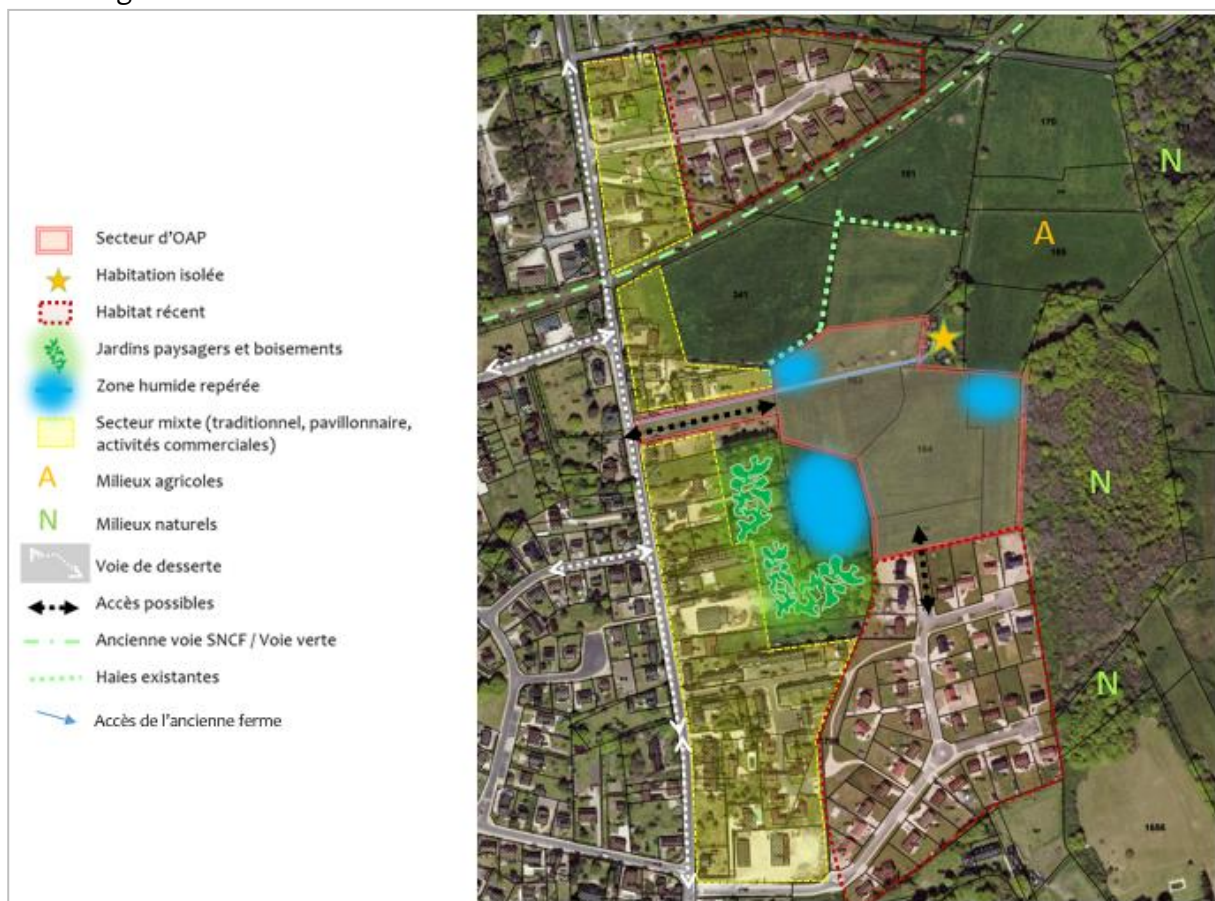 Secteur d'OAP
Habitation isolée
Habitat récent
Jardins paysagers et boisements
Zone humide repérée
Secteur mixte (traditionnel, pavillonnaire,
activités commerciales)
A
Milieux agricoles
N
Milieux naturels
Voie de desserte
Accès possibles
Ancienne voie SNCF / Voie verte
Haies existantes
Accès de l'ancienne ferme
N
A
N
N